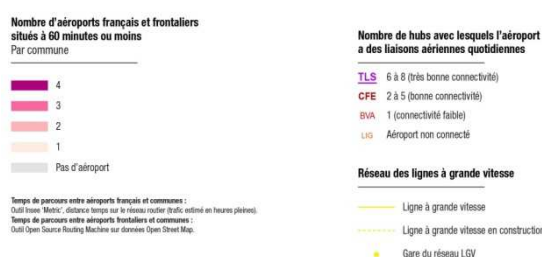 Nombre d'aéroports français et frontaliers
situés à 60 minutes ou moins
Par commune
4
3
2
1
Pas d'aéroport
Temps de parcours entre aéroports français et communes :
Outil Insee 'Metric', distance temps sur le réseau routier (trafic estimé en heures pleines).
Temps de parcours entre aéroports frontaliers et communes :
Outil Open Source Routing Machine sur données Open Street Map.
Nombre de hubs avec lesquels l'aéroport
a des liaisons aériennes quotidiennes
TLS 6 à 8 (très bonne connectivité)
CFE 2 à 5 (bonne connectivité)
BVA 1 (connectivité faible)
LIG Aéroport non connecté
Réseau des lignes à grande vitesse
Ligne à grande vitesse
Ligne à grande vitesse en construction
Gare du réseau LGV